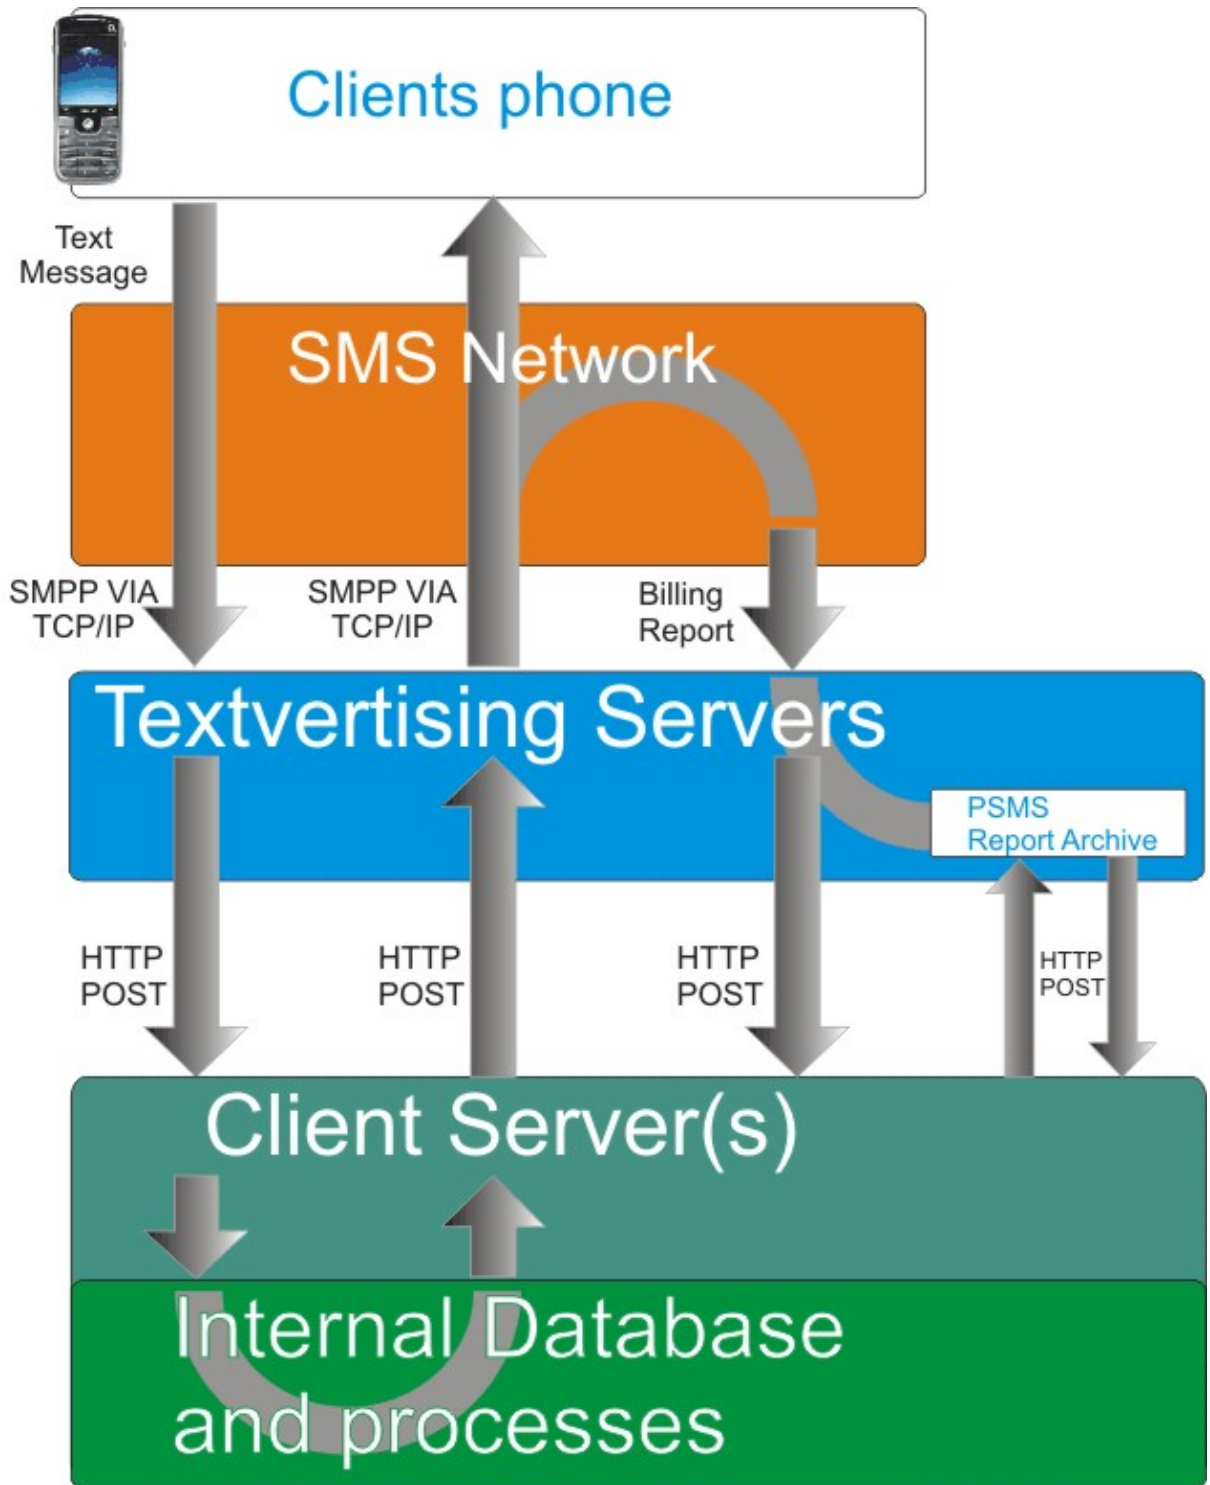 Clients phone
Text
Message
SMS Network
SMPP VIA
TCP/IP
SMPP VIA
TCP/IP
Billing
Report
Textvertising Servers
PSMS
Report Archive
HTTP
POST
HTTP
POST
HTTP
POST
HTTP
POST
Client Server(s)
Internal Database
and processes